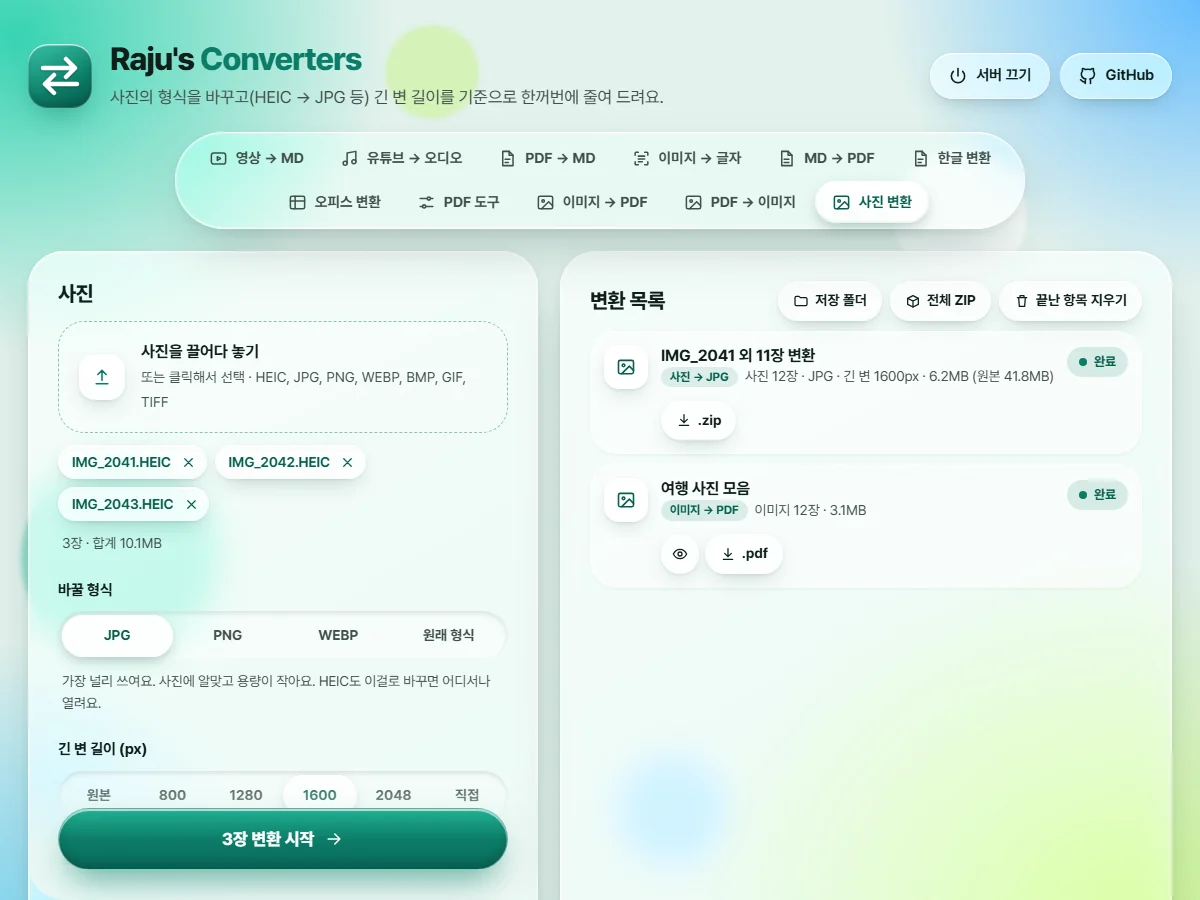 Raju's Converters
사진의 형식을 바꾸고(HEIC → JPG 등) 긴 변 길이를 기준으로 한꺼번에 줄여 드려요.
서버 끄기
GitHub
영상 → MD
유튜브 → 오디오
PDF → MD
이미지 → 글자
MD → PDF
한글 변환
오피스 변환
PDF 도구
이미지 → PDF
PDF → 이미지
사진 변환
사진
사진을 끌어다 놓기
또는 클릭해서 선택 · HEIC, JPG, PNG, WEBP, BMP, GIF,
TIFF
IMG_2041.HEIC ×
IMG_2042.HEIC ×
IMG_2043.HEIC ×
3장 · 합계 10.1MB
바꿀 형식
JPG
PNG
WEBP
원래 형식
가장 널리 쓰여요. 사진에 알맞고 용량이 작아요. HEIC도 이걸로 바꾸면 어디서나
열려요.
긴 변 길이 (px)
원본
800
1280
1600
2048
직접
3장 변환 시작 →
변환 목록
저장 폴더
전체 ZIP
끝난 항목 지우기
IMG_2041 외 11장 변환
사진 → JPG
사진 12장 · JPG · 긴 변 1600px · 6.2MB (원본 41.8MB)
완료
.zip
여행 사진 모음
이미지 → PDF
이미지 12장 · 3.1MB
완료
.pdf